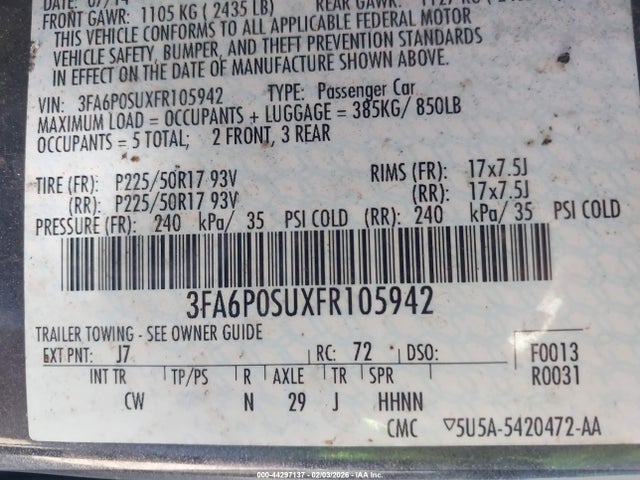 DATE: 07/14
FRONT GAWR: 1105 KG ( 2435 LB) REAR GAWR:
THIS VEHICLE CONFORMS TO ALL APPLICABLE FEDERAL MOTOR
VEHICLE SAFETY, BUMPER, AND THEFT PREVENTION STANDARDS
IN EFFECT ON THE DATE OF MANUFACTURE SHOWN ABOVE.
VIN: 3FA6P0SUXFR105942 TYPE: Passenger Car
MAXIMUM LOAD = OCCUPANTS + LUGGAGE = 385KG/ 850LB
OCCUPANTS = 5 TOTAL; 2 FRONT, 3 REAR
TIRE (FR): P225/50R17 93V RIMS (FR): 17x7.5J
(RR): P225/50R17 93V (RR): 17x7.5J
PRESSURE (FR): 240 kPa/ 35 PSI COLD (RR): 240 kPa/ 35 PSI COLD
3FA6P0SUXFR105942
TRAILER TOWING - SEE OWNER GUIDE
EXT PNT: J7 RC: 72 DSO: F0013
INT TR TP/PS R AXLE TR SPR R0031
CW N 29 J HHNN
CMC ▽5U5A-5420472-AA
000-44297137 - 02/03/2026 - IAA Inc.